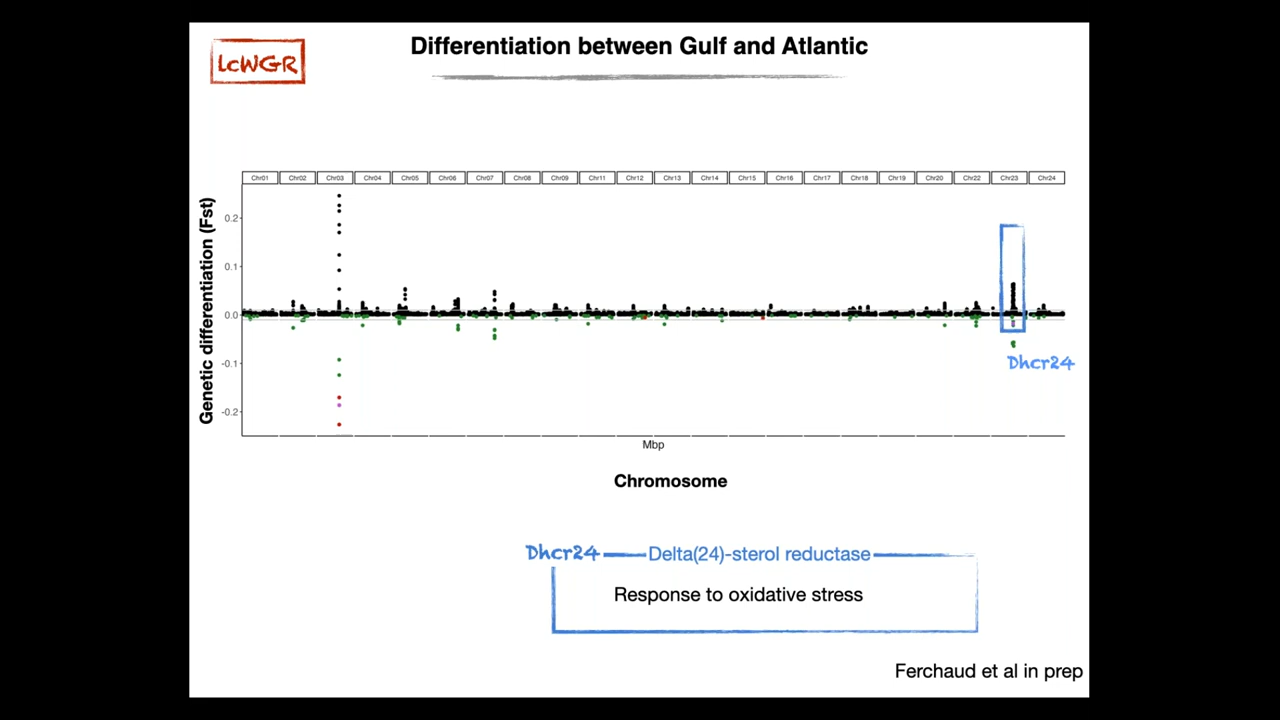 LcWGR
Differentiation between Gulf and Atlantic
Chr01 Chr02 Chr03 Chr04 Chr05 Chr06 Chr07 Chr08 Chr09 Chr11 Chr12 Chr13 Chr14 Chr15 Chr16 Chr17 Chr18 Chr19 Chr20 Chr22 Chr23 Chr24
Genetic differentiation (Fst)
0.2
0.1
0.0
-0.1
-0.2
Dhcr24
Mbp
Chromosome
Dhcr24 Delta(24)-sterol reductase
Response to oxidative stress
Ferchaud et al in prep